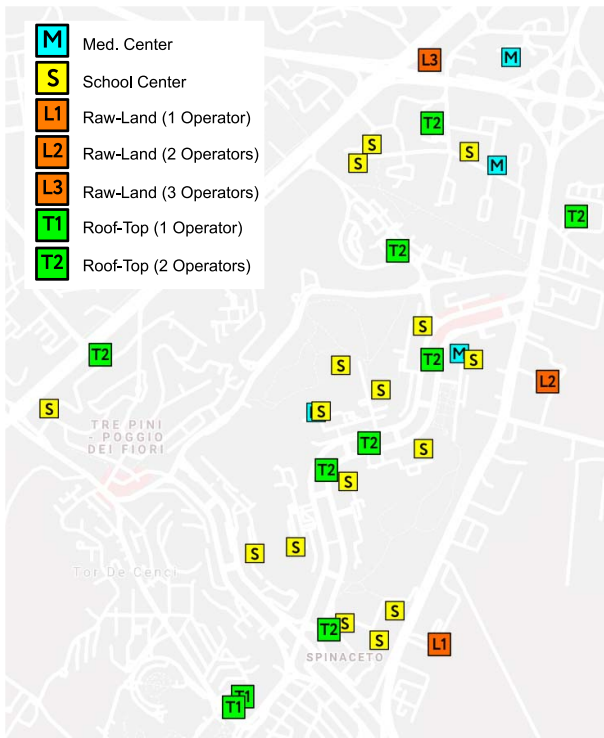 M Med. Center
S School Center
L1 Raw-Land (1 Operator)
L2 Raw-Land (2 Operators)
L3 Raw-Land (3 Operators)
T1 Roof-Top (1 Operator)
T2 Roof-Top (2 Operators)
L3
M
T2
S
S
S
M
T2
T2
S
T2
M
S
T2
S
L2
S
S
S
TRE PINI
- POGGIO
DEI FIORI
T2
S
T2
S
S
S
Tor De Cenci
S
S
T2
S
L1
SPINACETO
T1
T1